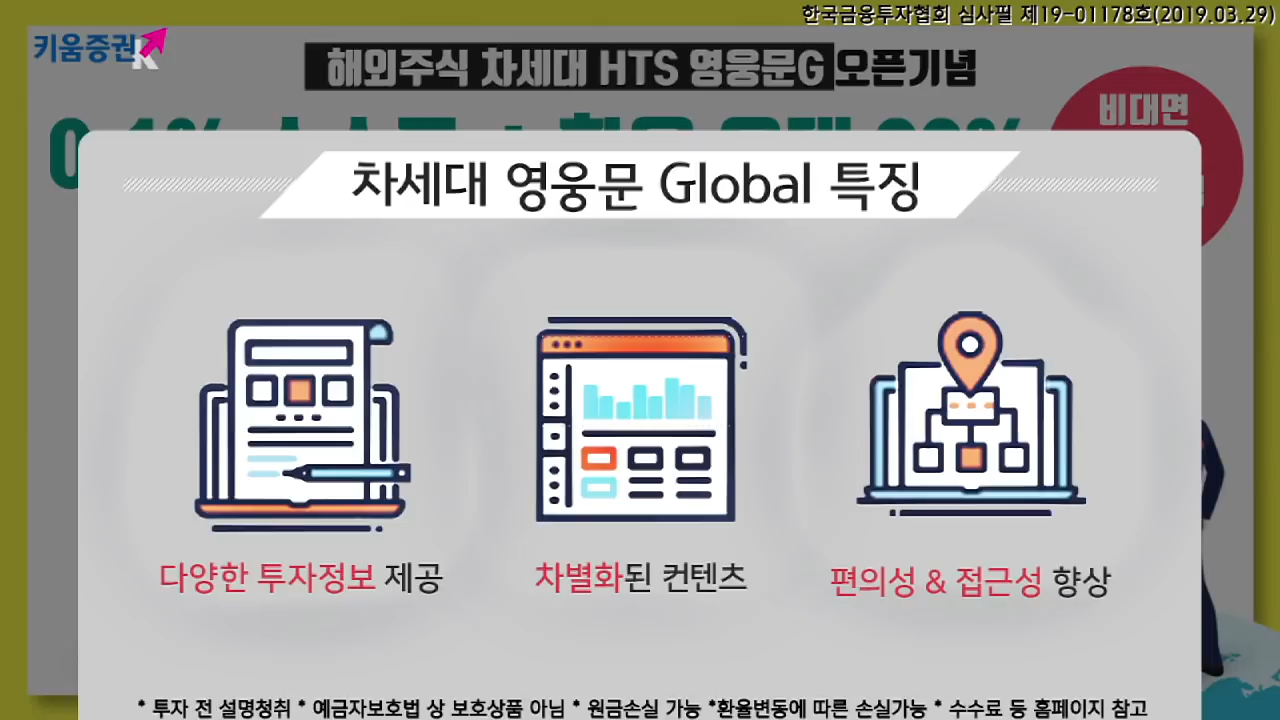 한국금융투자협회 심사필 제19-01178호(2019.03.29)
키움증권
해외주식 차세대 HTS 영웅문G 오픈기념
비대면
차세대 영웅문 Global 특징
다양한 투자정보 제공
차별화된 컨텐츠
편의성 & 접근성 향상
* 투자 전 설명청취 * 예금자보호법 상 보호상품 아님 * 원금손실 가능 *환율변동에 따른 손실가능 * 수수료 등 홈페이지 참고